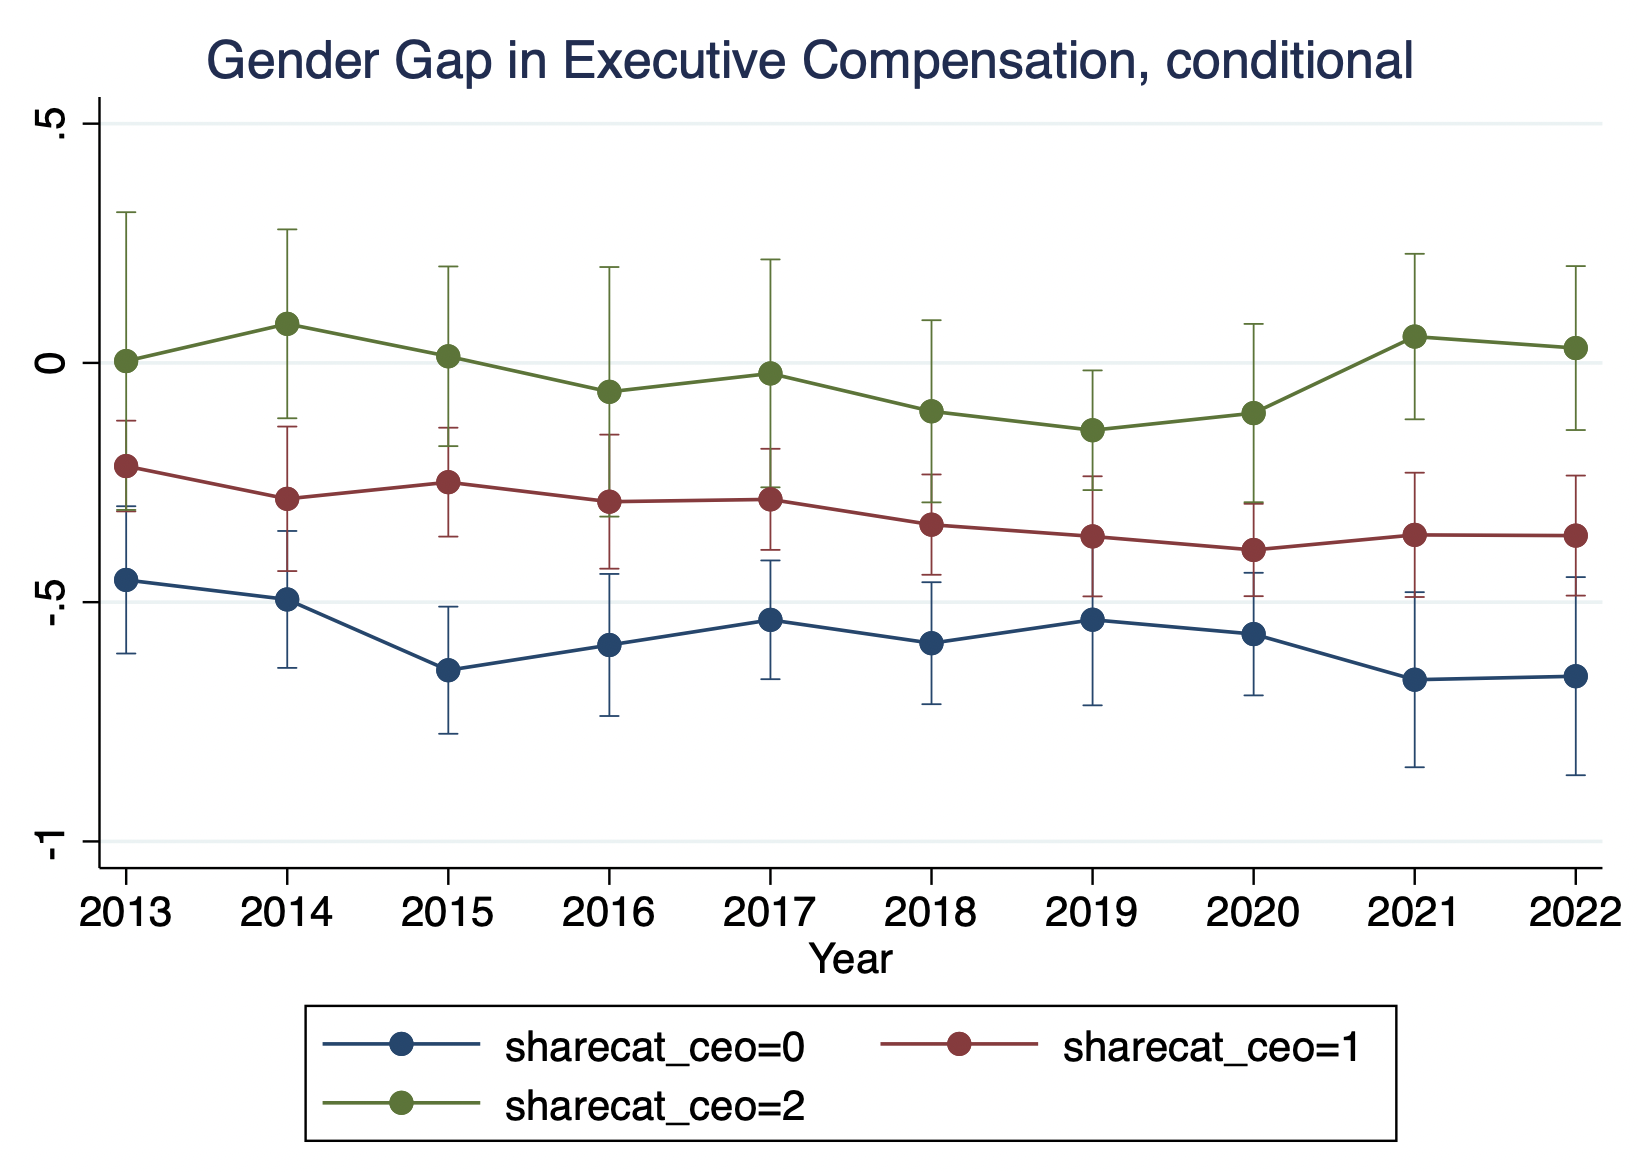 Gender Gap in Executive Compensation, conditional
.5
0
-.5
-1
2013 2014 2015 2016 2017 2018 2019 2020 2021 2022
Year
sharecat_ceo=0 sharecat_ceo=1
sharecat_ceo=2